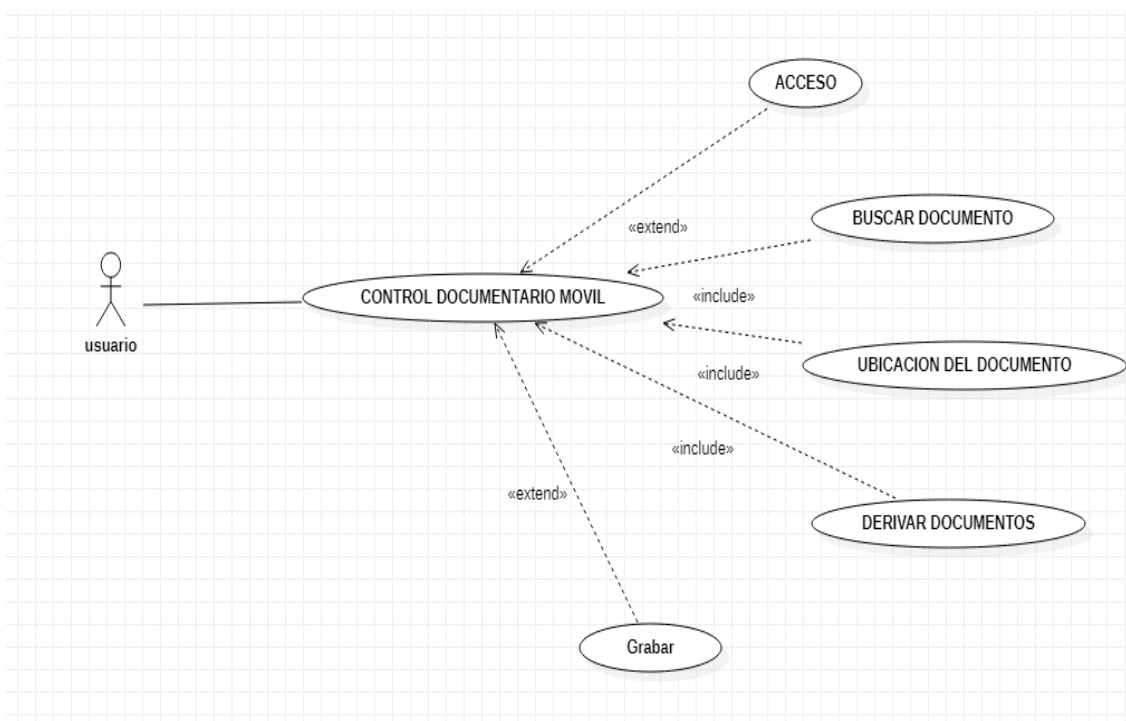 ACCESO
BUSCAR DOCUMENTO
«extend»
CONTROL DOCUMENTARIO MOVIL
«include»
usuario
UBICACION DEL DOCUMENTO
«include»
«include»
«extend»
DERIVAR DOCUMENTOS
Grabar